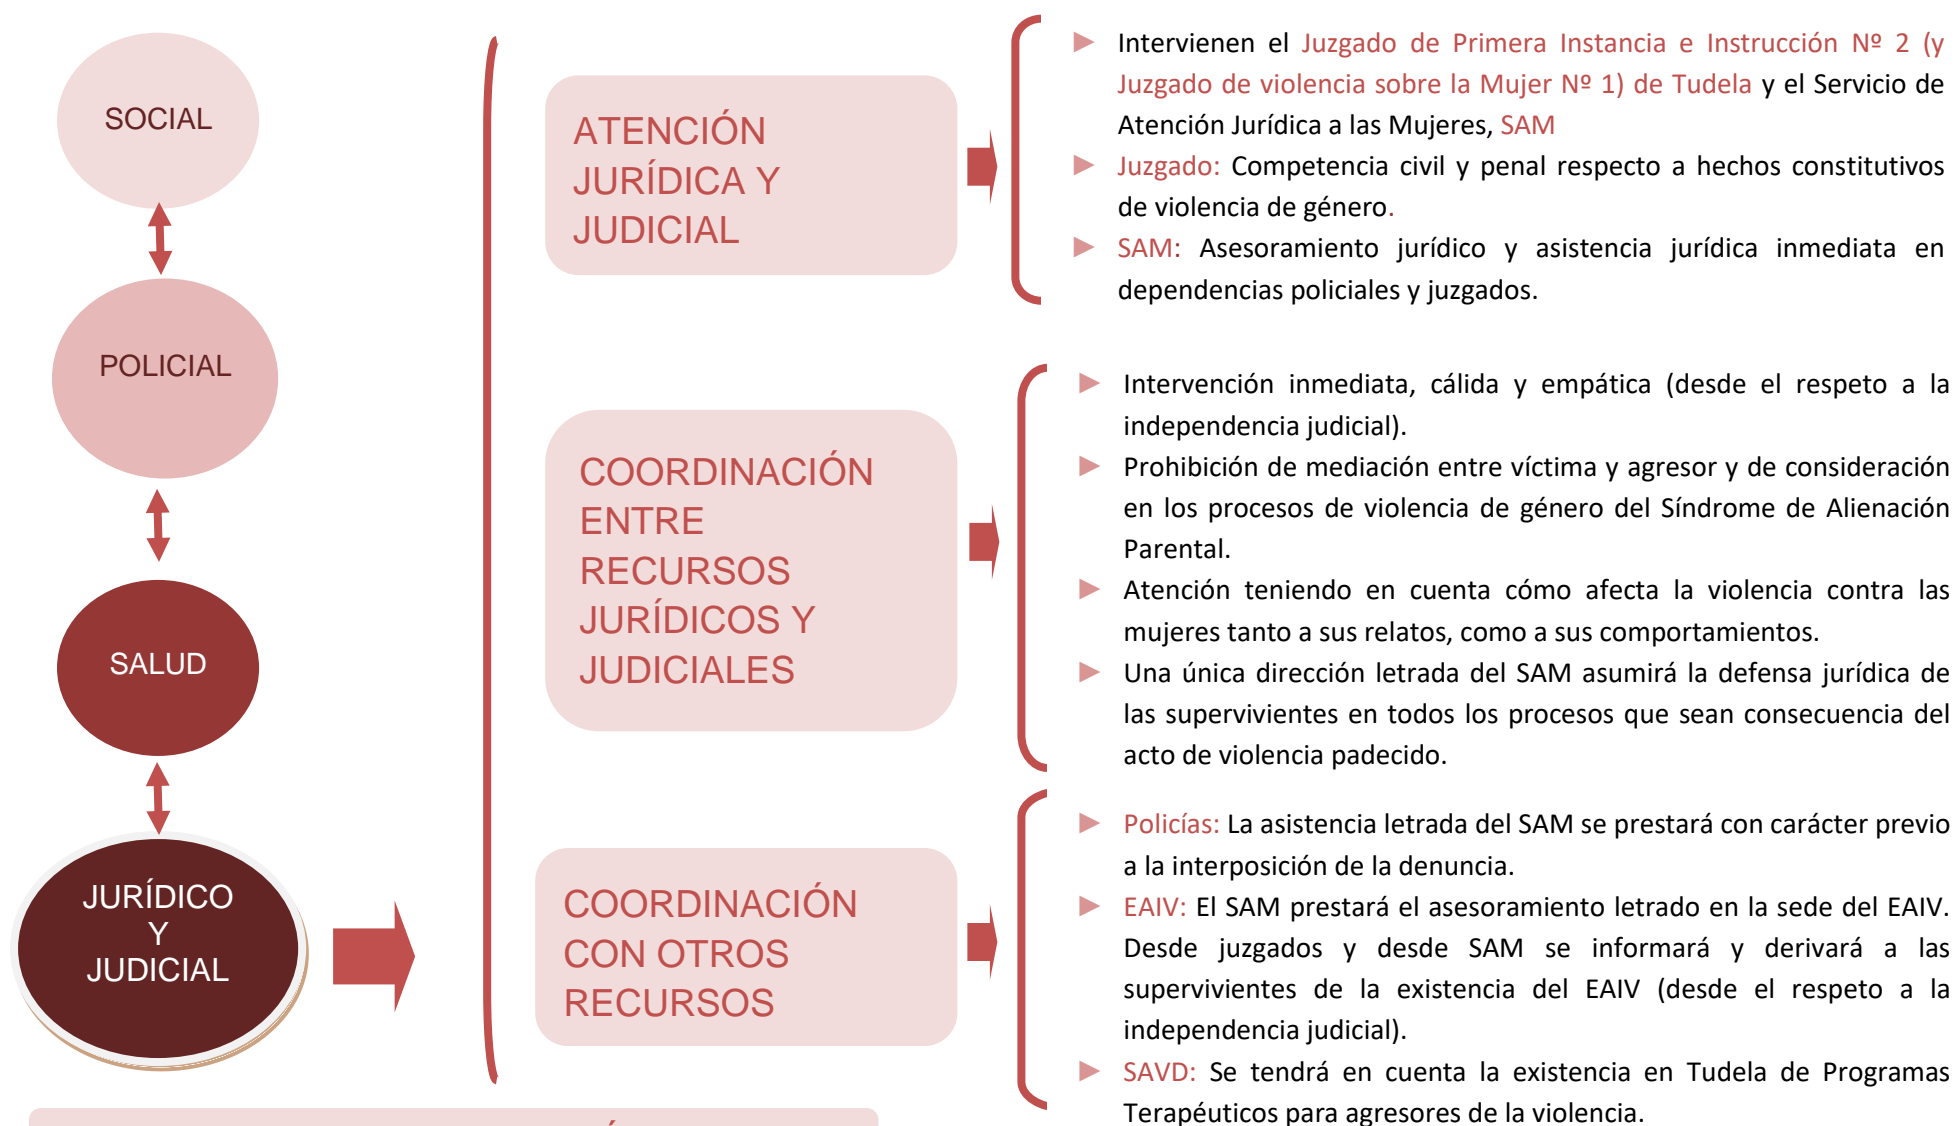 SOCIAL
POLICIAL
SALUD
JURÍDICO
Y
JUDICIAL
ATENCIÓN
JURÍDICA Y
JUDICIAL
► Intervienen el Juzgado de Primera Instancia e Instrucción Nº 2 (y
Juzgado de violencia sobre la Mujer Nº 1) de Tudela y el Servicio de
Atención Jurídica a las Mujeres, SAM
► Juzgado: Competencia civil y penal respecto a hechos constitutivos
de violencia de género.
► SAM: Asesoramiento jurídico y asistencia jurídica inmediata en
dependencias policiales y juzgados.
COORDINACIÓN
ENTRE
RECURSOS
JURÍDICOS Y
JUDICIALES
► Intervención inmediata, cálida y empática (desde el respeto a la
independencia judicial).
► Prohibición de mediación entre víctima y agresor y de consideración
en los procesos de violencia de género del Síndrome de Alienación
Parental.
► Atención teniendo en cuenta cómo afecta la violencia contra las
mujeres tanto a sus relatos, como a sus comportamientos.
► Una única dirección letrada del SAM asumirá la defensa jurídica de
las supervivientes en todos los procesos que sean consecuencia del
acto de violencia padecido.
COORDINACIÓN
CON OTROS
RECURSOS
► Policías: La asistencia letrada del SAM se prestará con carácter previo
a la interposición de la denuncia.
► EAIV: El SAM prestará el asesoramiento letrado en la sede del EAIV.
Desde juzgados y desde SAM se informará y derivará a las
supervivientes de la existencia del EAIV (desde el respeto a la
independencia judicial).
► SAVD: Se tendrá en cuenta la existencia en Tudela de Programas
Terapéuticos para agresores de la violencia.